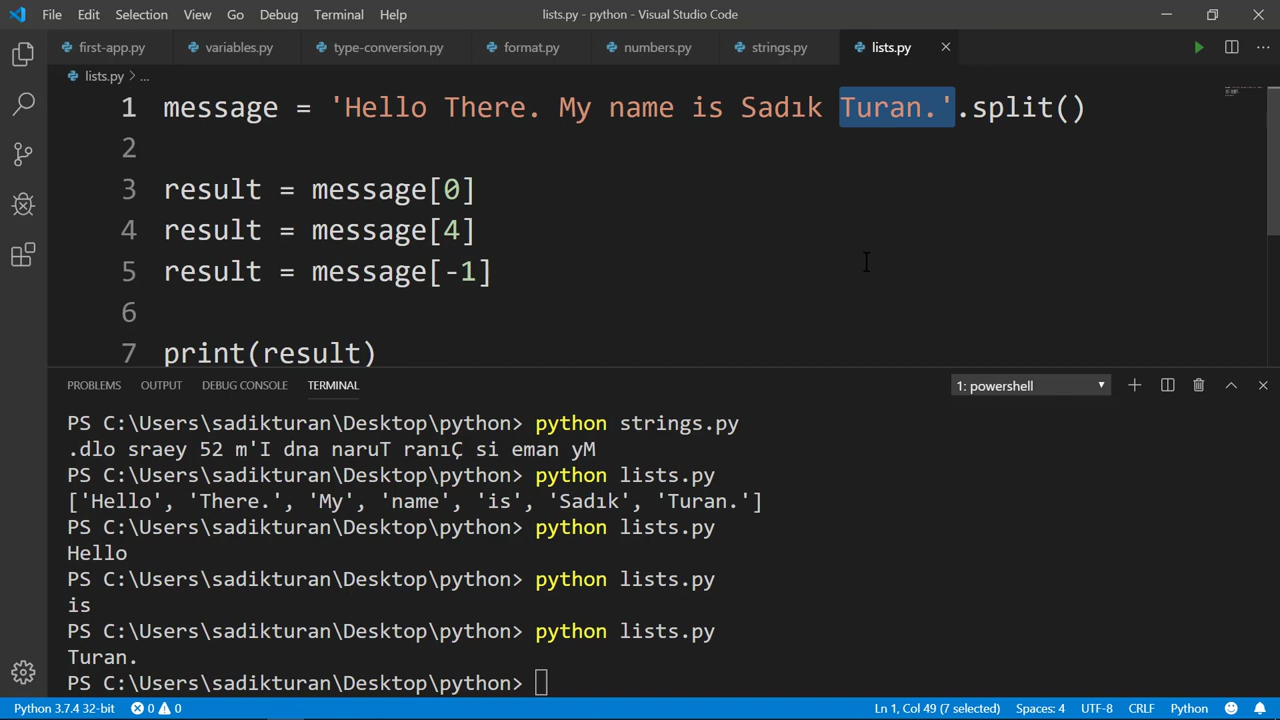 File Edit Selection View Go Debug Terminal Help lists.py - python - Visual Studio Code
first-app.py variables.py type-conversion.py format.py numbers.py strings.py lists.py
lists.py > ...
1 message = 'Hello There. My name is Sadık Turan.'.split()
2
3 result = message[0]
4 result = message[4]
5 result = message[-1]
6
7 print(result)
PROBLEMS OUTPUT DEBUG CONSOLE TERMINAL 1: powershell
PS C:\Users\sadikturan\Desktop\python> python strings.py
.dlo sraey 52 m'I dna naruT ranıÇ si eman yM
PS C:\Users\sadikturan\Desktop\python> python lists.py
['Hello', 'There.', 'My', 'name', 'is', 'Sadık', 'Turan.']
PS C:\Users\sadikturan\Desktop\python> python lists.py
Hello
PS C:\Users\sadikturan\Desktop\python> python lists.py
is
PS C:\Users\sadikturan\Desktop\python> python lists.py
Turan.
PS C:\Users\sadikturan\Desktop\python>
Python 3.7.4 32-bit 0 0 Ln 1, Col 49 (7 selected) Spaces: 4 UTF-8 CRLF Python